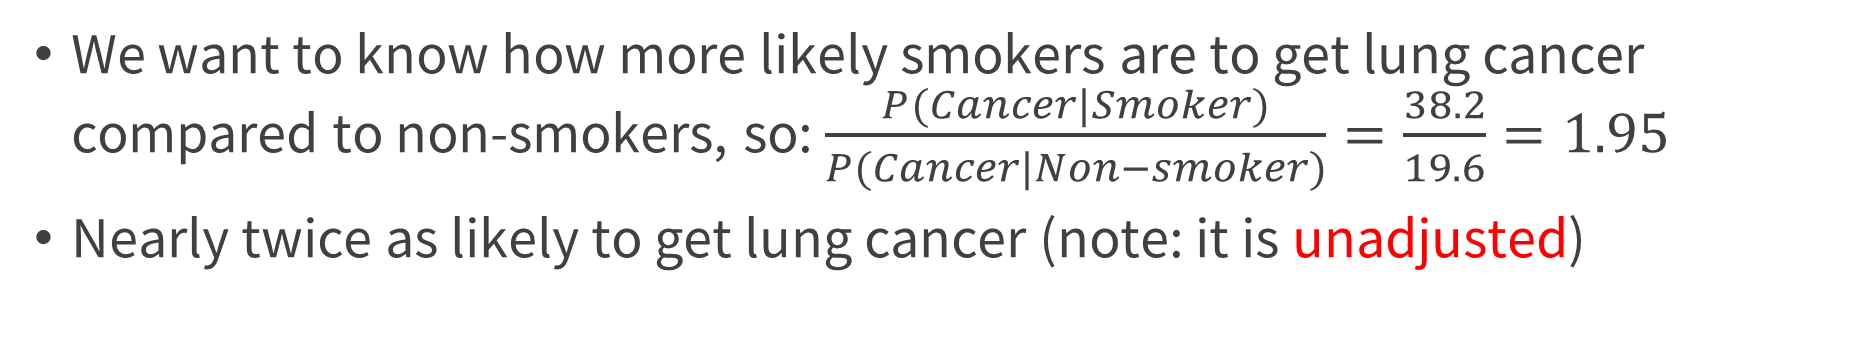 • We want to know how more likely smokers are to get lung cancer
compared to non-smokers, so: P(Cancer|Smoker)/P(Cancer|Non−smoker) = 38.2/19.6 = 1.95
• Nearly twice as likely to get lung cancer (note: it is unadjusted)